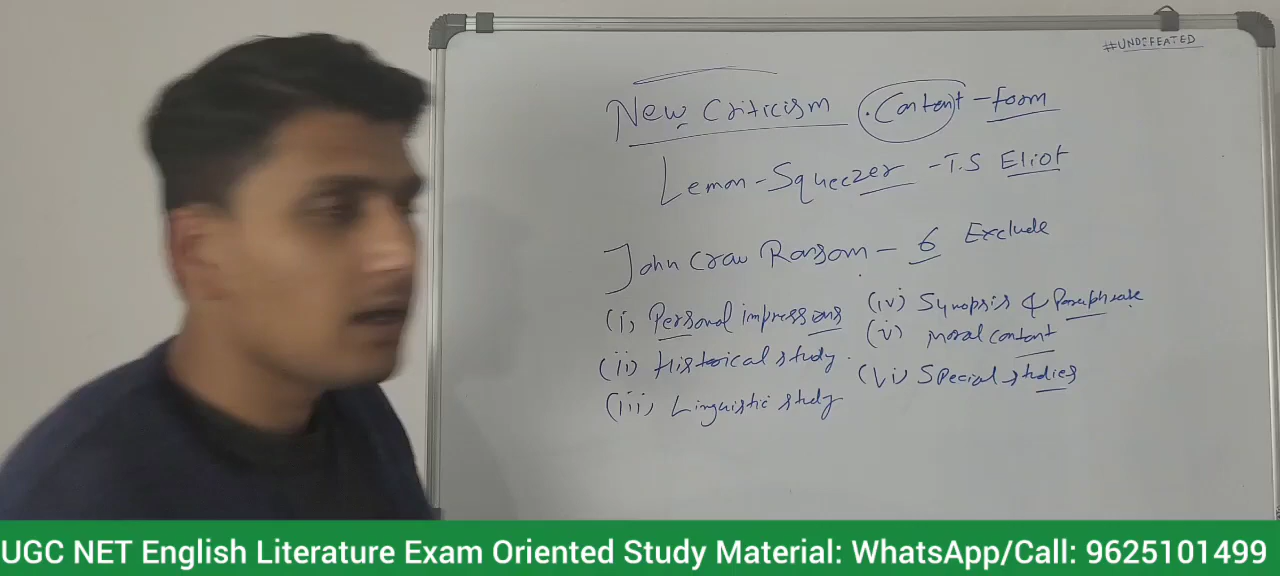 #UNDEFEATED
New Criticism . Content - form
Lemon-Squeezer - T.S Eliot
John Crow Ransom - 6 Exclude
(i) Personal impressions
(ii) Historical study.
(iii) Linguistic study
(iv) Synopsis & Paraphrase
(v) Moral content
(vi) Special studies
UGC NET English Literature Exam Oriented Study Material: WhatsApp/Call: 9625101499